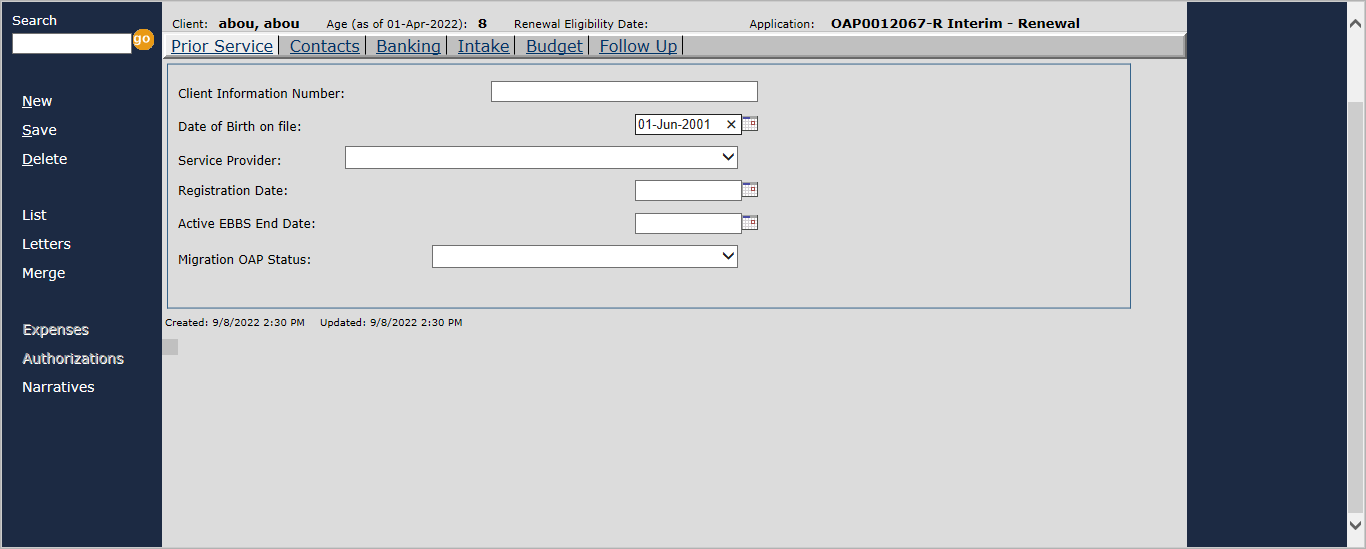 Search
go
New
Save
Delete
List
Letters
Merge
Expenses
Authorizations
Narratives
Client: abou, abou Age (as of 01-Apr-2022): 8 Renewal Eligibility Date: Application: OAP0012067-R Interim - Renewal
Prior Service Contacts Banking Intake Budget Follow Up
Client Information Number:
Date of Birth on file: 01-Jun-2001
Service Provider:
Registration Date:
Active EBBS End Date:
Migration OAP Status:
Created: 9/8/2022 2:30 PM Updated: 9/8/2022 2:30 PM